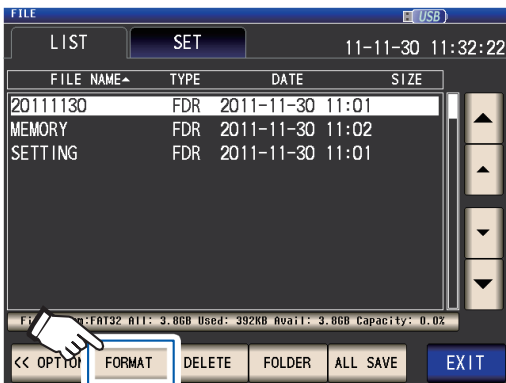 FILE USB
LIST SET 11-11-30 11:32:22
FILE NAME TYPE DATE SIZE
20111130 FDR 2011-11-30 11:01
MEMORY FDR 2011-11-30 11:02
SETTING FDR 2011-11-30 11:01
:FAT32 All: 3.8GB Used: 392KB Avail: 3.8GB Capacity: 0.0%
<< OPTION FORMAT DELETE FOLDER ALL SAVE EXIT